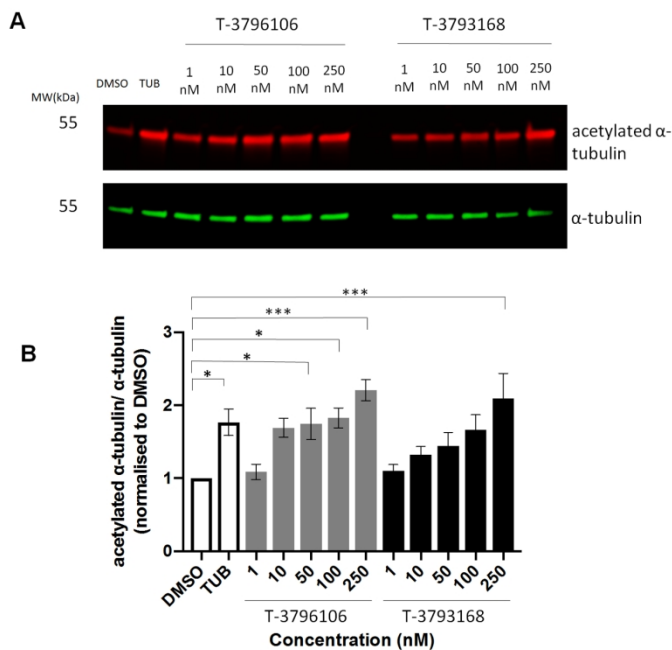 A
T-3796106 T-3793168
DMSO TUB 1 nM 10 nM 50 nM 100 nM 250 nM 1 nM 10 nM 50 nM 100 nM 250 nM
MW(kDa)
55
acetylated α-
tubulin
55
α-tubulin
B
acetylated α-tubulin/ α-tubulin
(normalised to DMSO)
***
***
*
*
*
3
2
1
0
DMSO TUB 1 10 50 100 250 1 10 50 100 250
T-3796106 T-3793168
Concentration (nM)